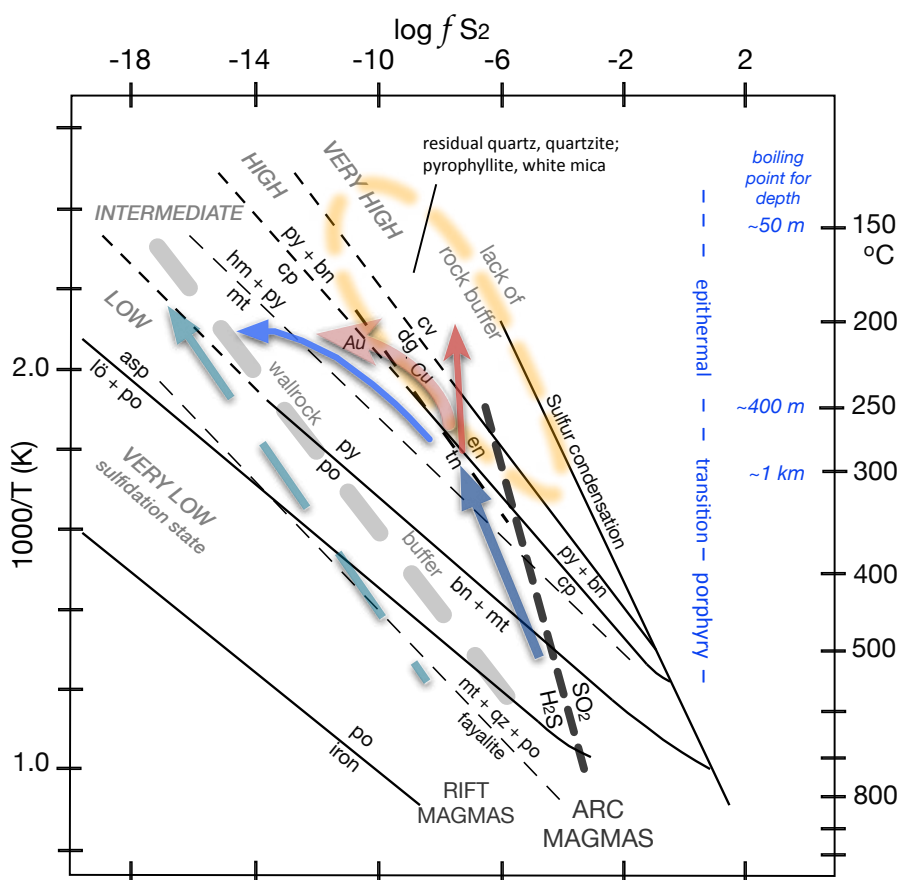 log f S2
-18
-14
-10
-6
-2
2
residual quartz, quartzite;
pyrophyllite, white mica
boiling
point for
depth
~50 m
150
ºC
200
~400 m
250
~1 km
300
400
500
800
epithermal
transition
porphyry
1000/T (K)
2.0
1.0
INTERMEDIATE
HIGH
VERY HIGH
LOW
VERY LOW
sulfidation state
lack of
rock buffer
py + bn
cp
hm + py
mt
cv
dg
Au
Cu
en
tn
Sulfur condensation
asp
lö + po
wallrock
buffer
py
po
bn + mt
py + bn
cp
mt + qz + po
fayalite
SO2
H2S
po
iron
RIFT
MAGMAS
ARC
MAGMAS